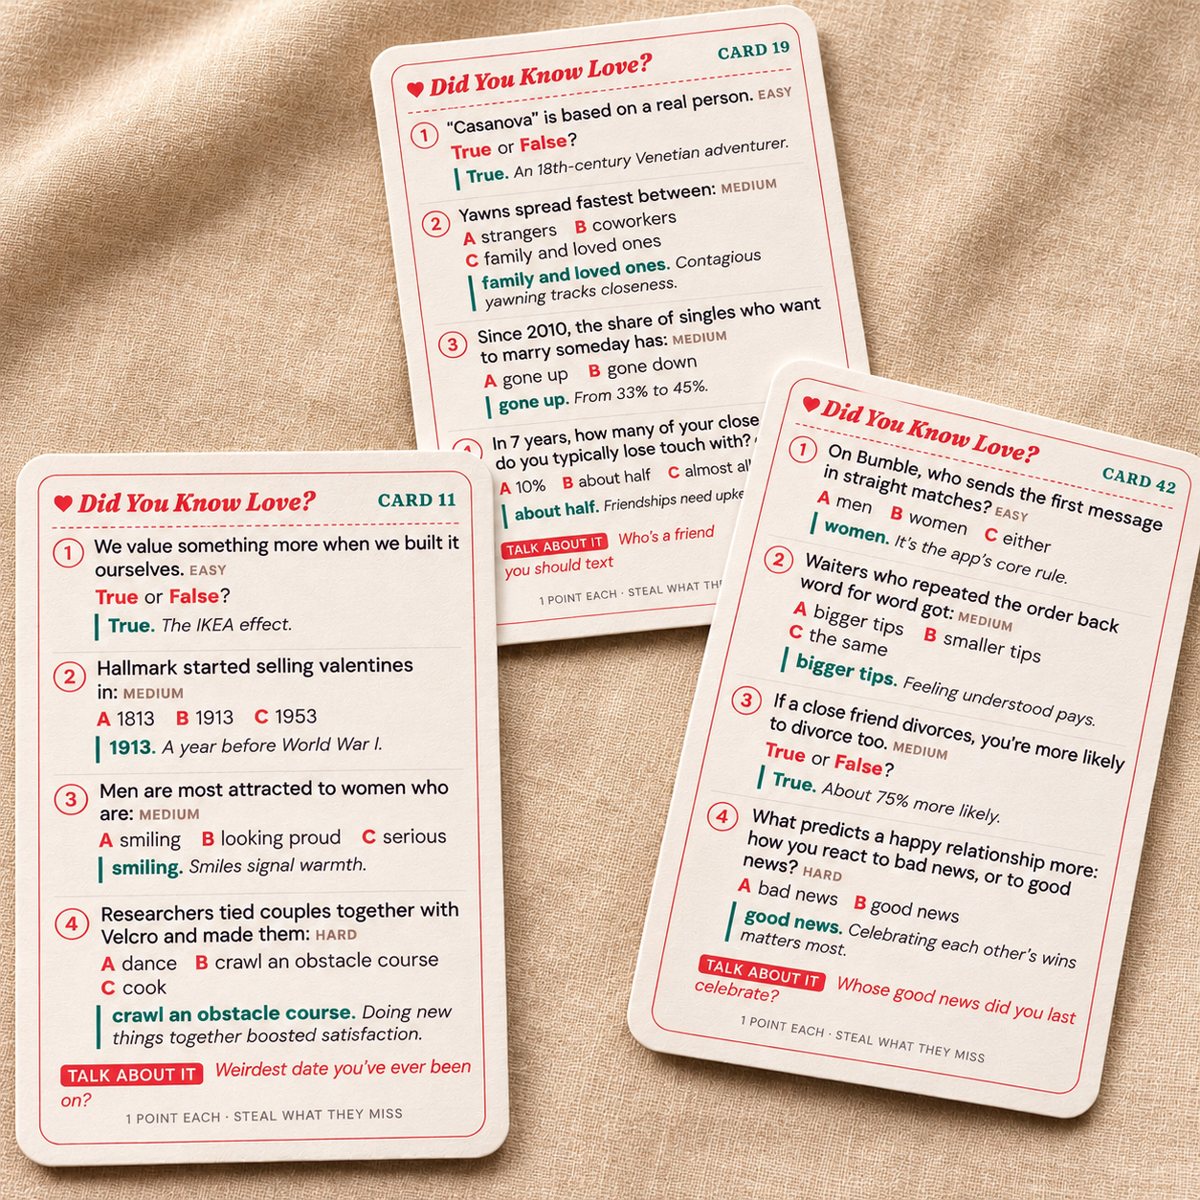 Did You Know Love? CARD 19
1 "Casanova" is based on a real person. EASY
True or False?
True. An 18th-century Venetian adventurer.
2 Yawns spread fastest between: MEDIUM
A strangers B coworkers
C family and loved ones
family and loved ones. Contagious
yawning tracks closeness.
3 Since 2010, the share of singles who want
to marry someday has: MEDIUM
A gone up B gone down
gone up. From 33% to 45%.
In 7 years, how many of your close
do you typically lose touch with?
A 10% B about half C almost all
about half. Friendships need
TALK ABOUT IT Who's a friend
you should text
1 POINT EACH · STEAL WHAT
Did You Know Love? CARD 11
1 We value something more when we built it
ourselves. EASY
True or False?
True. The IKEA effect.
2 Hallmark started selling valentines
in: MEDIUM
A 1813 B 1913 C 1953
1913. A year before World War I.
3 Men are most attracted to women who
are: MEDIUM
A smiling B looking proud C serious
smiling. Smiles signal warmth.
4 Researchers tied couples together with
Velcro and made them: HARD
A dance B crawl an obstacle course
C cook
crawl an obstacle course. Doing new
things together boosted satisfaction.
TALK ABOUT IT Weirdest date you've ever been
on?
1 POINT EACH · STEAL WHAT THEY MISS
Did You Know Love? CARD 42
1 On Bumble, who sends the first message
in straight matches? EASY
A men B women C either
women. It's the app's core rule.
2 Waiters who repeated the order back
word for word got: MEDIUM
A bigger tips B smaller tips
C the same
bigger tips. Feeling understood pays.
3 If a close friend divorces, you're more likely
to divorce too. MEDIUM
True or False?
True. About 75% more likely.
4 What predicts a happy relationship more:
how you react to bad news, or to good
news? HARD
A bad news B good news
good news. Celebrating each other's wins
matters most.
TALK ABOUT IT Whose good news did you last
celebrate?
1 POINT EACH · STEAL WHAT THEY MISS